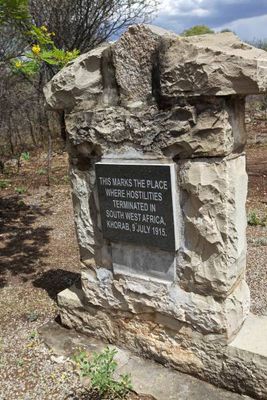 THIS MARKS THE PLACE
WHERE HOSTILITIES
TERMINATED IN
SOUTH WEST AFRICA,
KHORAB, 9 JULY 1915.